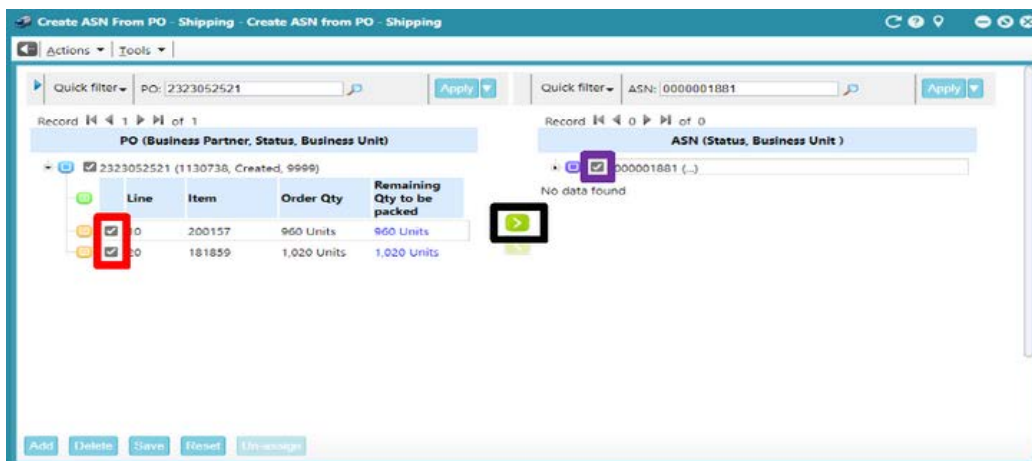 Create ASN From PO - Shipping - Create ASN from PO - Shipping
Actions Tools
Quick filter PO: 2323052521 Apply
Quick filter ASN: 0000001881 Apply
Record 1 of 1
Record 0 of 0
PO (Business Partner, Status, Business Unit)
ASN (Status, Business Unit )
2323052521 (1130738, Created, 9999)
000001881 (...)
No data found
Line Item Order Qty Remaining Qty to be packed
10 200157 960 Units 960 Units
20 181859 1,020 Units 1,020 Units
Add Delete Save Reset Un-assign